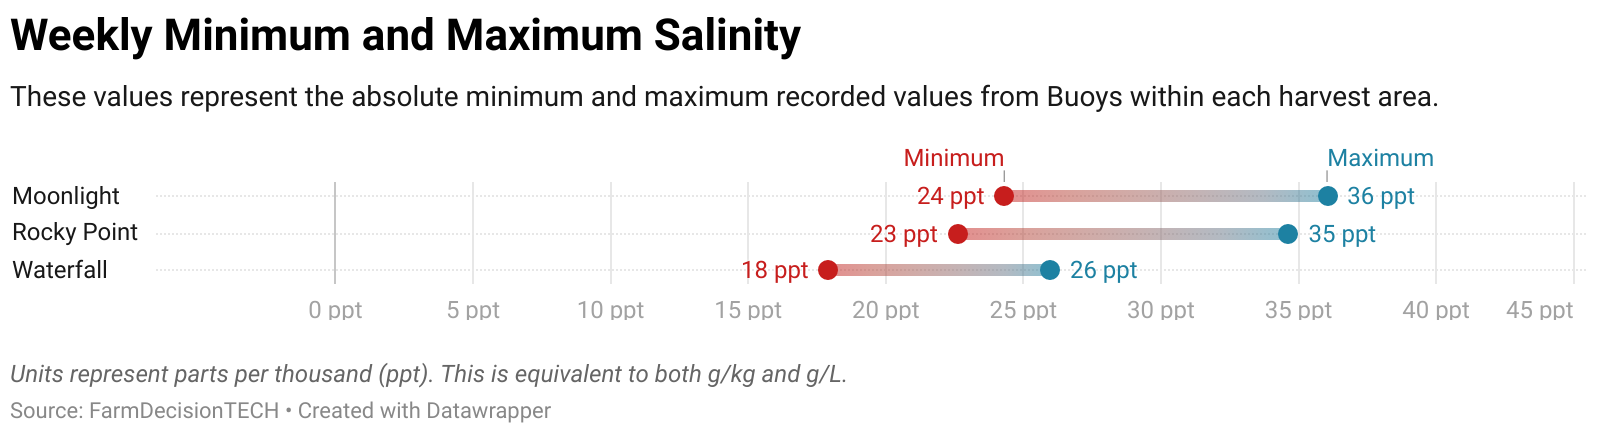 Weekly Minimum and Maximum Salinity
These values represent the absolute minimum and maximum recorded values from Buoys within each harvest area.
Minimum Maximum
Moonlight 24 ppt 36 ppt
Rocky Point 23 ppt 35 ppt
Waterfall 18 ppt 26 ppt
0 ppt 5 ppt 10 ppt 15 ppt 20 ppt 25 ppt 30 ppt 35 ppt 40 ppt 45 ppt
Units represent parts per thousand (ppt). This is equivalent to both g/kg and g/L.
Source: FarmDecisionTECH • Created with Datawrapper